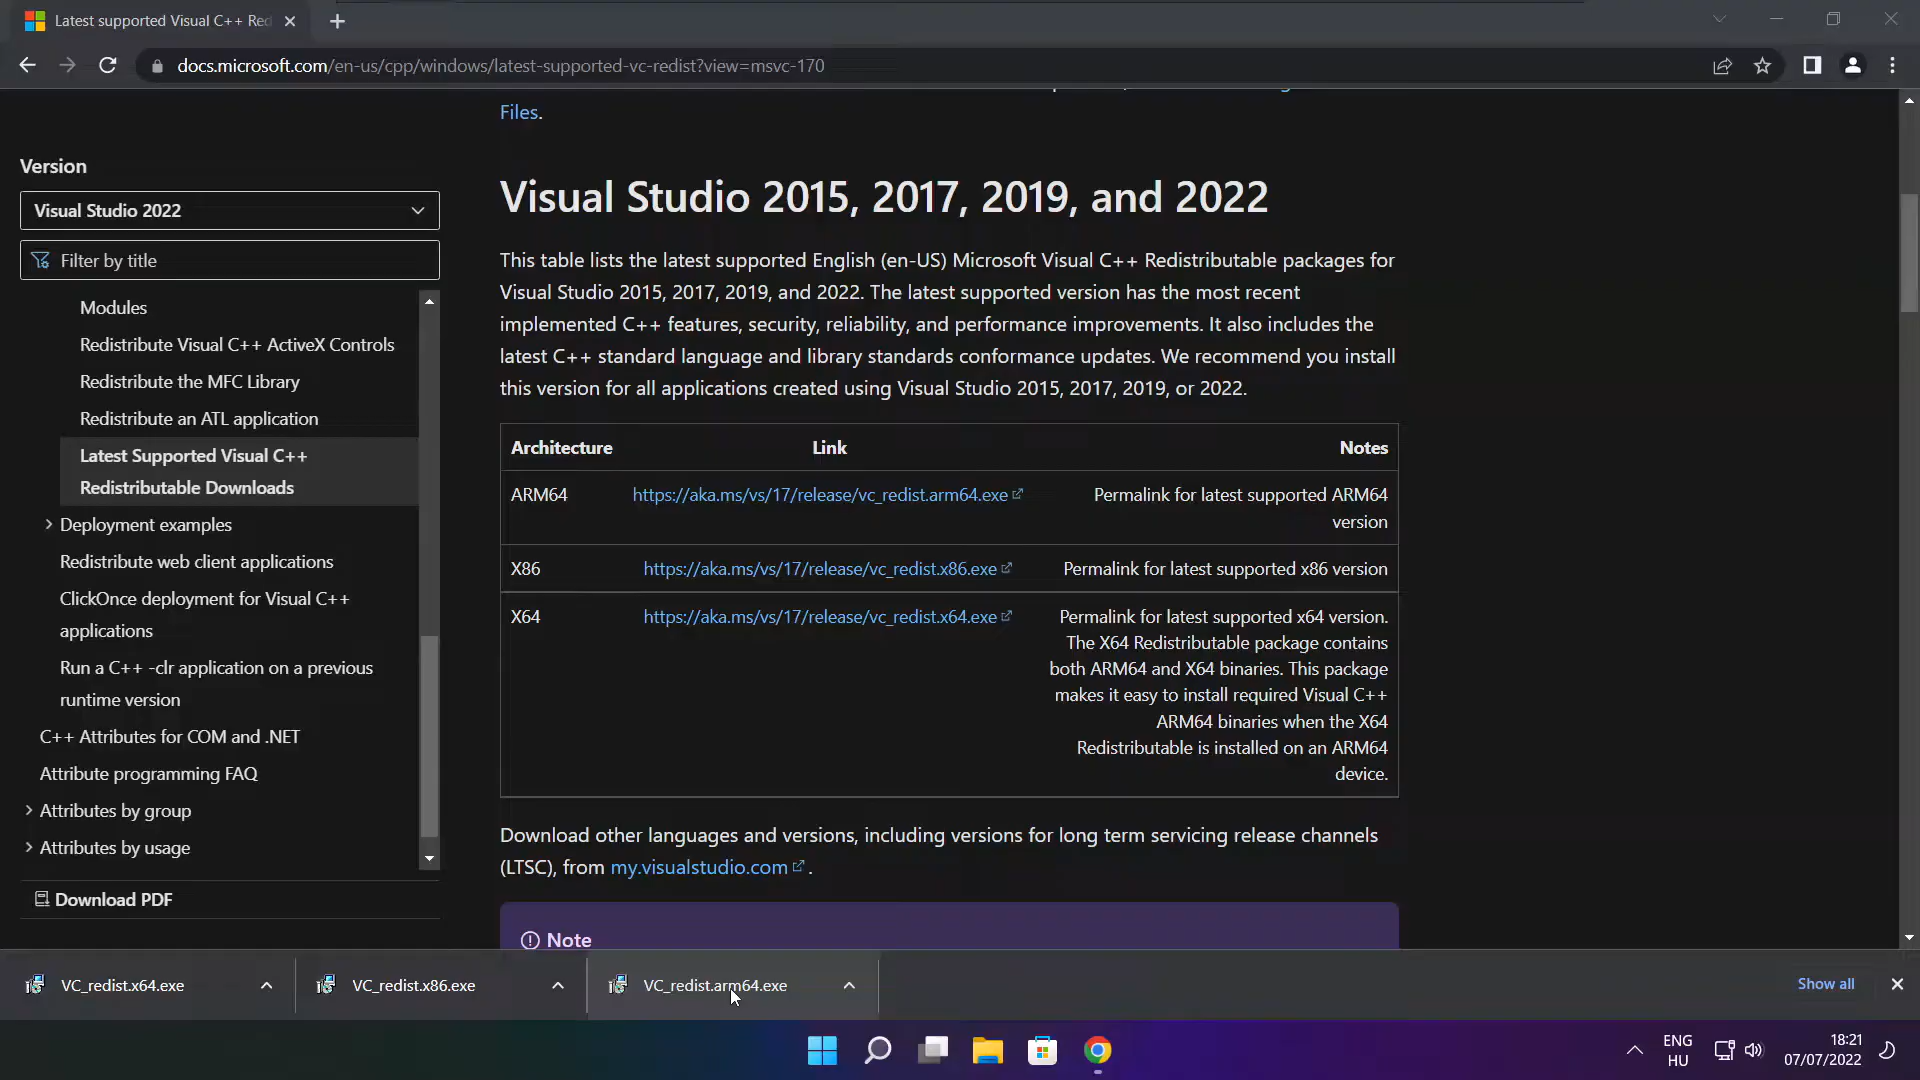 Latest supported Visual C++ Red
docs.microsoft.com/en-us/cpp/windows/latest-supported-vc-redist?view=msvc-170
Files.
Version
Visual Studio 2022
Filter by title
Modules
Redistribute Visual C++ ActiveX Controls
Redistribute the MFC Library
Redistribute an ATL application
Latest Supported Visual C++
Redistributable Downloads
Deployment examples
Redistribute web client applications
ClickOnce deployment for Visual C++
applications
Run a C++ -clr application on a previous
runtime version
C++ Attributes for COM and .NET
Attribute programming FAQ
Attributes by group
Attributes by usage
Download PDF
Visual Studio 2015, 2017, 2019, and 2022
This table lists the latest supported English (en-US) Microsoft Visual C++ Redistributable packages for
Visual Studio 2015, 2017, 2019, and 2022. The latest supported version has the most recent
implemented C++ features, security, reliability, and performance improvements. It also includes the
latest C++ standard language and library standards conformance updates. We recommend you install
this version for all applications created using Visual Studio 2015, 2017, 2019, or 2022.
Architecture Link Notes
ARM64 https://aka.ms/vs/17/release/vc_redist.arm64.exe Permalink for latest supported ARM64
version
X86 https://aka.ms/vs/17/release/vc_redist.x86.exe Permalink for latest supported x86 version
X64 https://aka.ms/vs/17/release/vc_redist.x64.exe Permalink for latest supported x64 version.
The X64 Redistributable package contains
both ARM64 and X64 binaries. This package
makes it easy to install required Visual C++
ARM64 binaries when the X64
Redistributable is installed on an ARM64
device.
Download other languages and versions, including versions for long term servicing release channels
(LTSC), from my.visualstudio.com .
Note
VC_redist.x64.exe VC_redist.x86.exe VC_redist.arm64.exe Show all
ENG 18:21
HU 07/07/2022